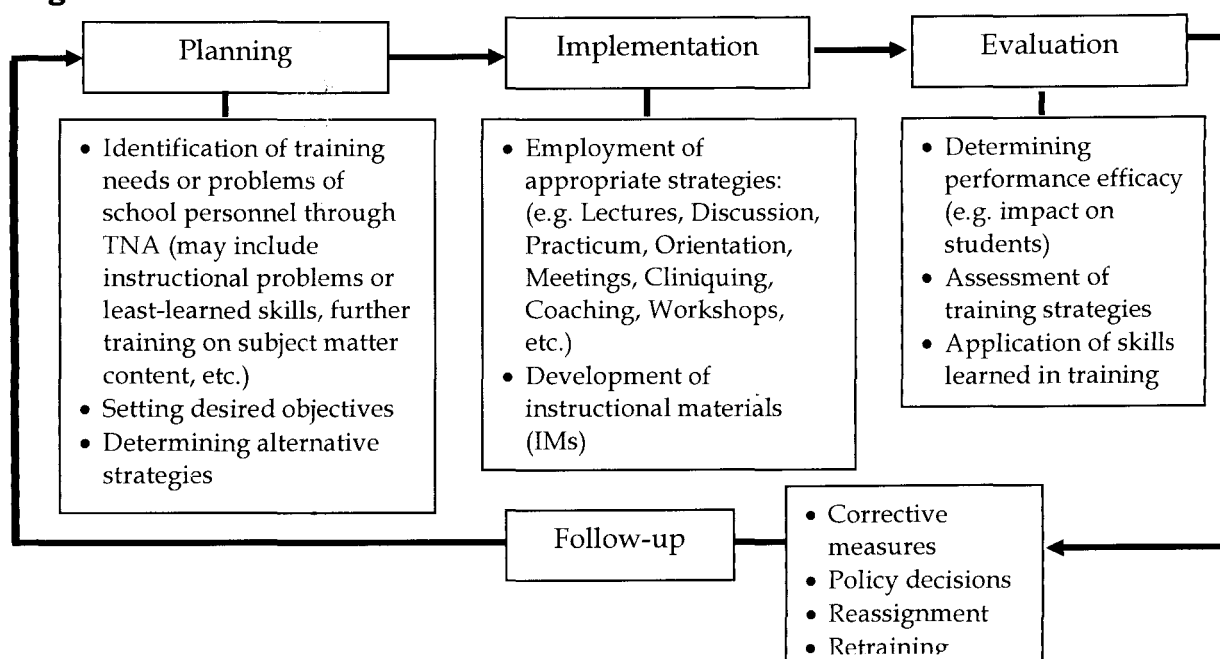 Planning
Implementation
Evaluation
• Identification of training
needs or problems of
school personnel through
TNA (may include
instructional problems or
least-learned skills, further
training on subject matter
content, etc.)
• Setting desired objectives
• Determining alternative
strategies
• Employment of
appropriate strategies:
(e.g. Lectures, Discussion,
Practicum, Orientation,
Meetings, Cliniquing,
Coaching, Workshops,
etc.)
• Development of
instructional materials
(IMs)
• Determining
performance efficacy
(e.g. impact on
students)
• Assessment of
training strategies
• Application of skills
learned in training
Follow-up
• Corrective
measures
• Policy decisions
• Reassignment
• Retraining